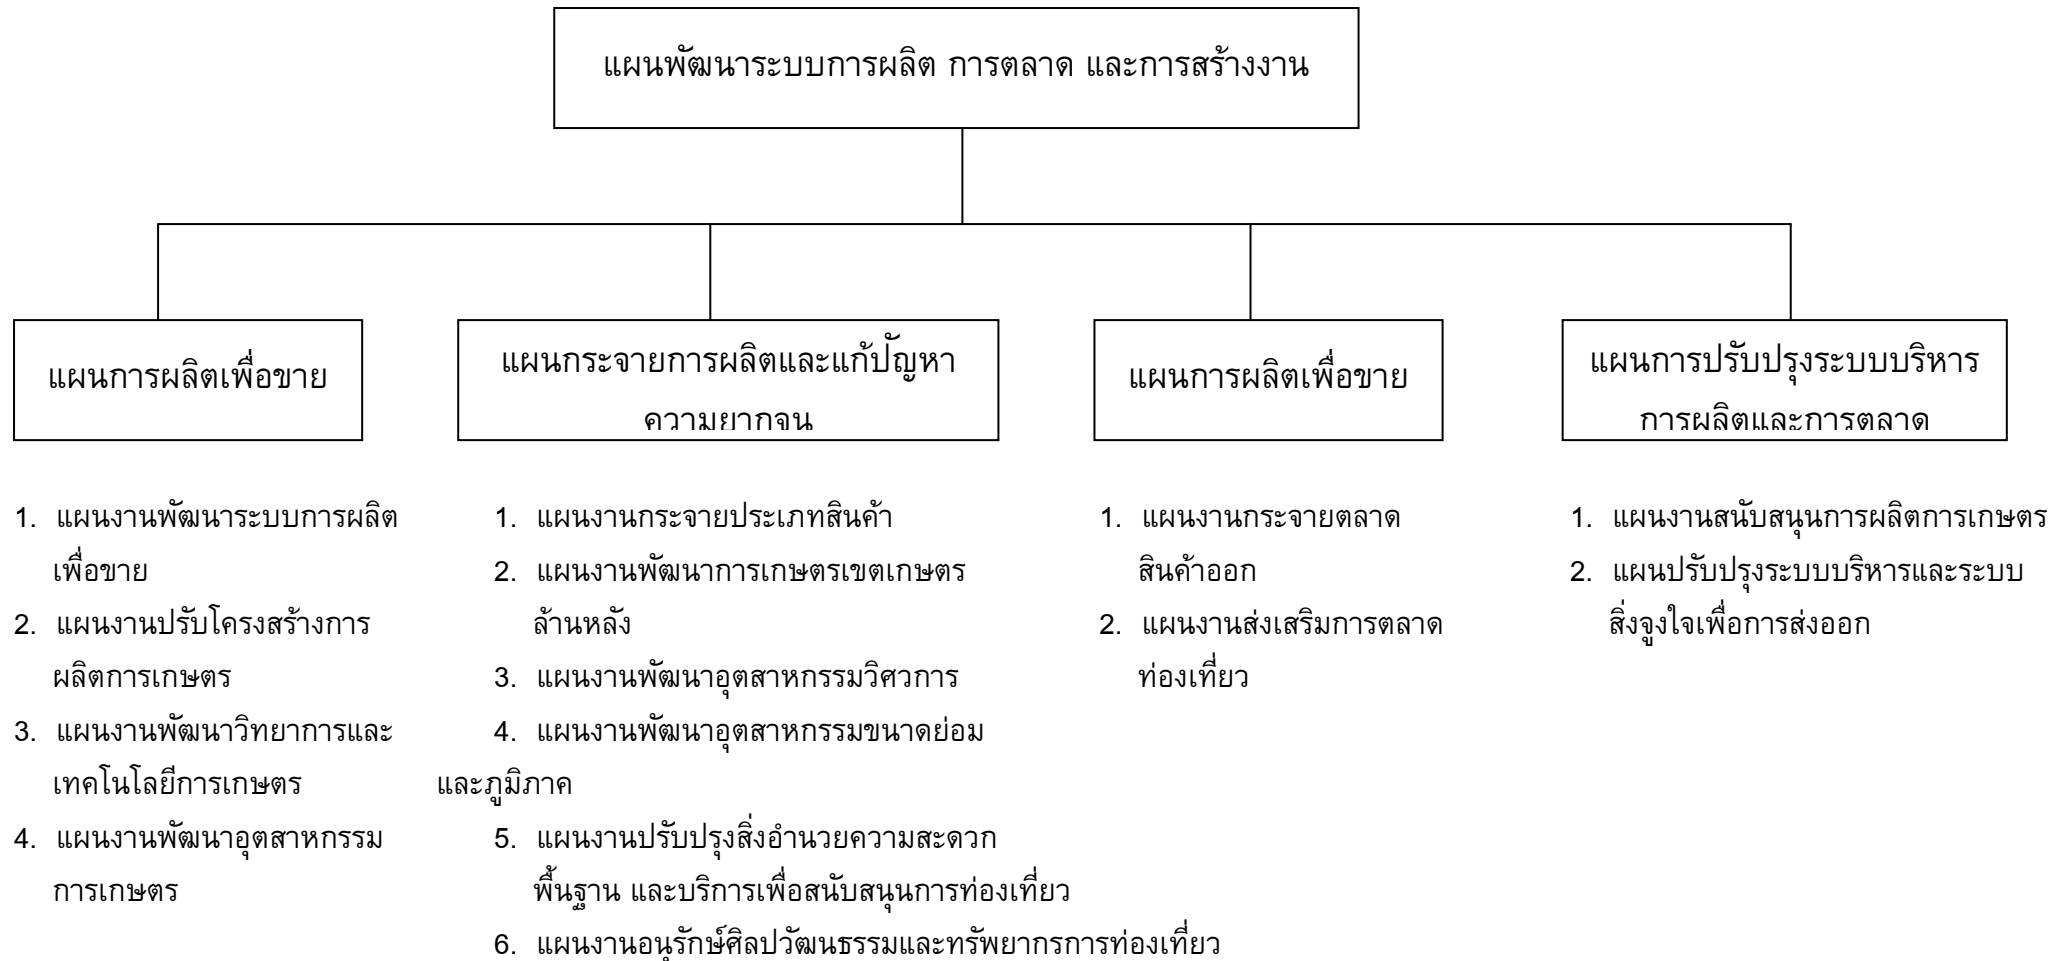 แผนพัฒนาระบบการผลิต การตลาด และการสร้างงาน
แผนการผลิตเพื่อขาย
แผนกระจายการผลิตและแก้ปัญหา
ความยากจน
แผนการผลิตเพื่อขาย
แผนการปรับปรุงระบบบริหาร
การผลิตและการตลาด
1. แผนงานพัฒนาระบบการผลิต
เพื่อขาย
2. แผนงานปรับโครงสร้างการ
ผลิตการเกษตร
3. แผนงานพัฒนาวิทยาการและ
เทคโนโลยีการเกษตร
4. แผนงานพัฒนาอุตสาหกรรม
การเกษตร
1. แผนงานกระจายประเภทสินค้า
2. แผนงานพัฒนาการเกษตรเขตเกษตร
ล้านหลัง
3. แผนงานพัฒนาอุตสาหกรรมวิศวการ
4. แผนงานพัฒนาอุตสาหกรรมขนาดย่อม
และภูมิภาค
5. แผนงานปรับปรุงสิ่งอำนวยความสะดวก
พื้นฐาน และบริการเพื่อสนับสนุนการท่องเที่ยว
6. แผนงานอนุรักษ์ศิลปวัฒนธรรมและทรัพยากรการท่องเที่ยว
1. แผนงานกระจายตลาด
สินค้าออก
2. แผนงานส่งเสริมการตลาด
ท่องเที่ยว
1. แผนงานสนับสนุนการผลิตการเกษตร
2. แผนปรับปรุงระบบบริหารและระบบ
สิ่งจูงใจเพื่อการส่งออก